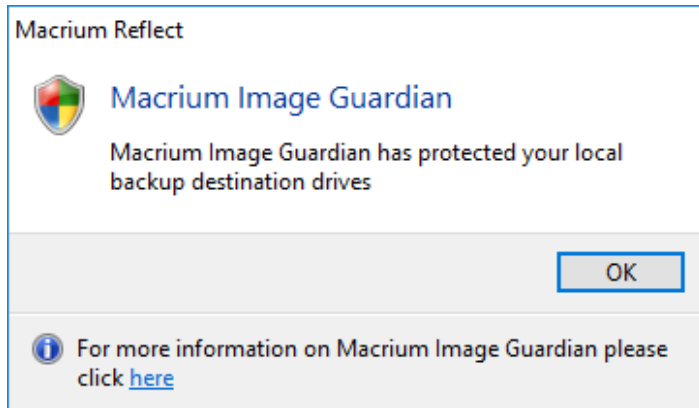 Macrium Reflect
Macrium Image Guardian
Macrium Image Guardian has protected your local
backup destination drives
OK
For more information on Macrium Image Guardian please
click here